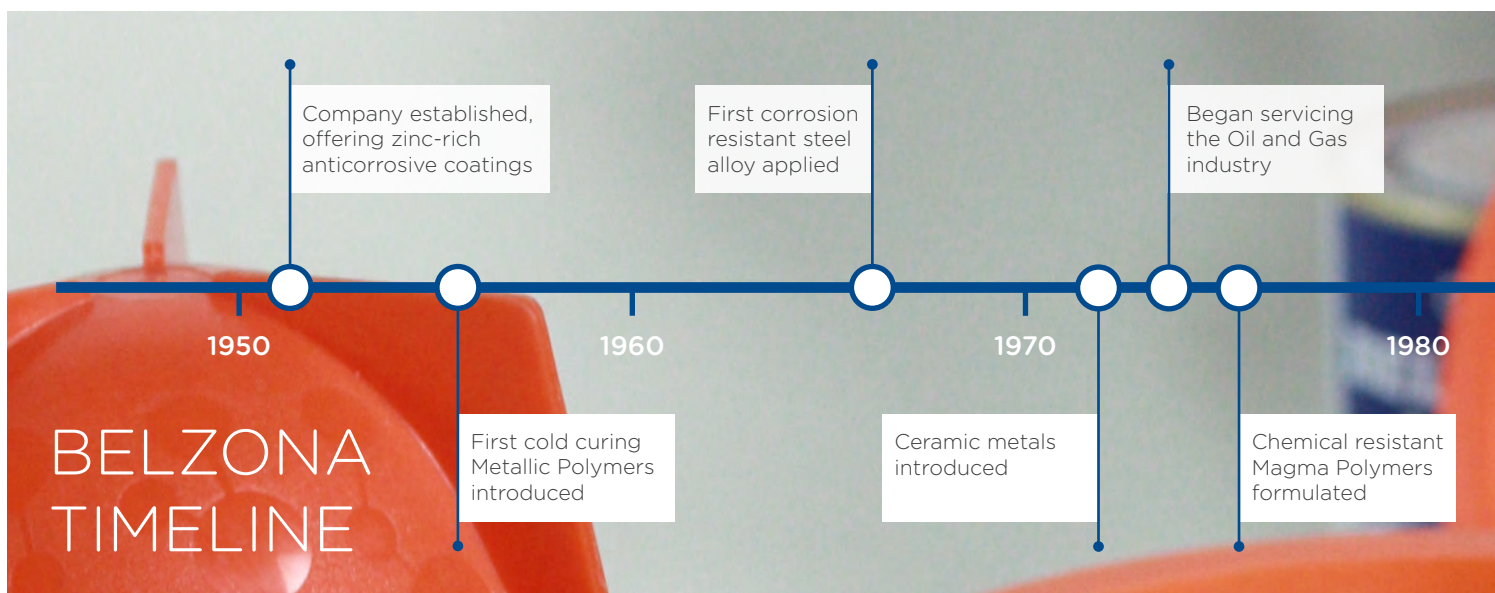 Company established,
offering zinc-rich
anticorrosive coatings
First corrosion
resistant steel
alloy applied
Began servicing
the Oil and Gas
industry
1950
1960
1970
1980
BELZONA
TIMELINE
First cold curing
Metallic Polymers
introduced
Ceramic metals
introduced
Chemical resistant
Magma Polymers
formulated